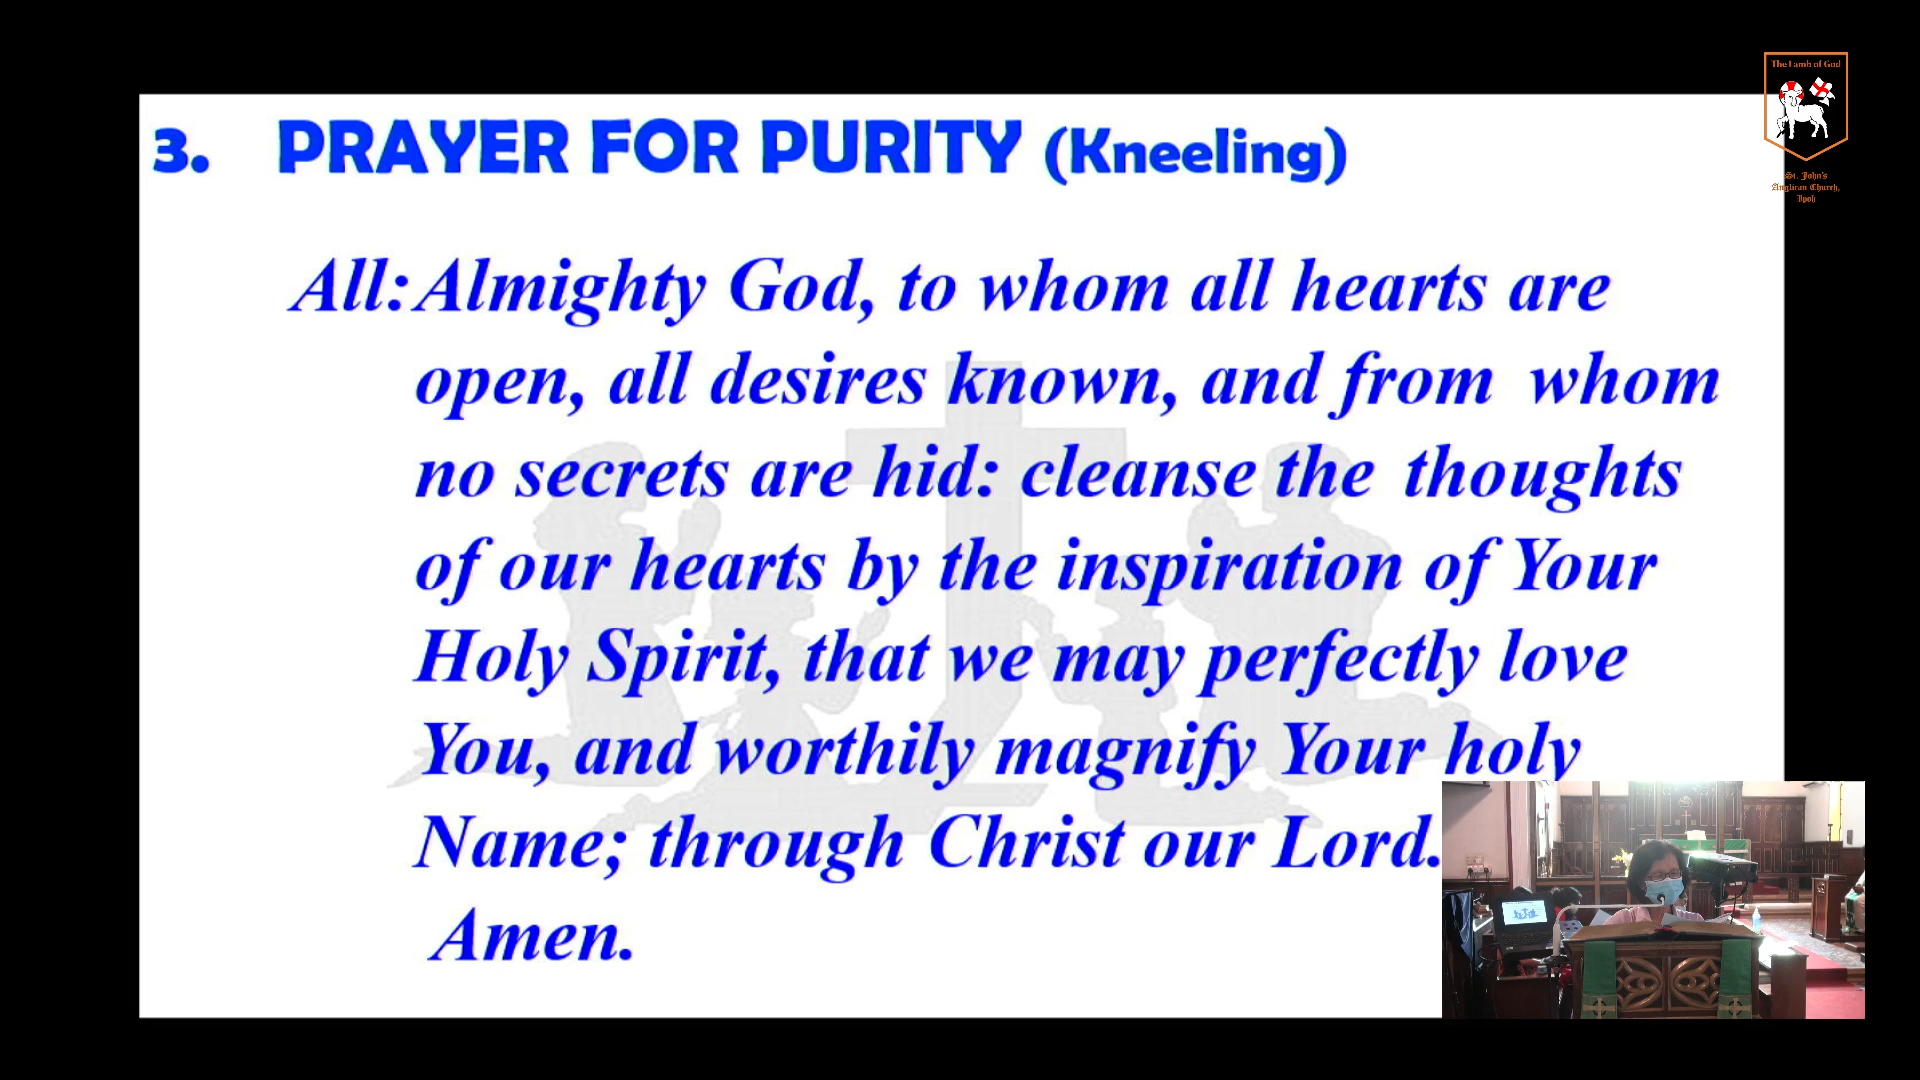 3. PRAYER FOR PURITY (Kneeling)
All: Almighty God, to whom all hearts are
open, all desires known, and from whom
no secrets are hid: cleanse the thoughts
of our hearts by the inspiration of Your
Holy Spirit, that we may perfectly love
You, and worthily magnify Your holy
Name; through Christ our Lord.
Amen.
The Lamb of God
St. John's
Anglican Church,
Ipoh